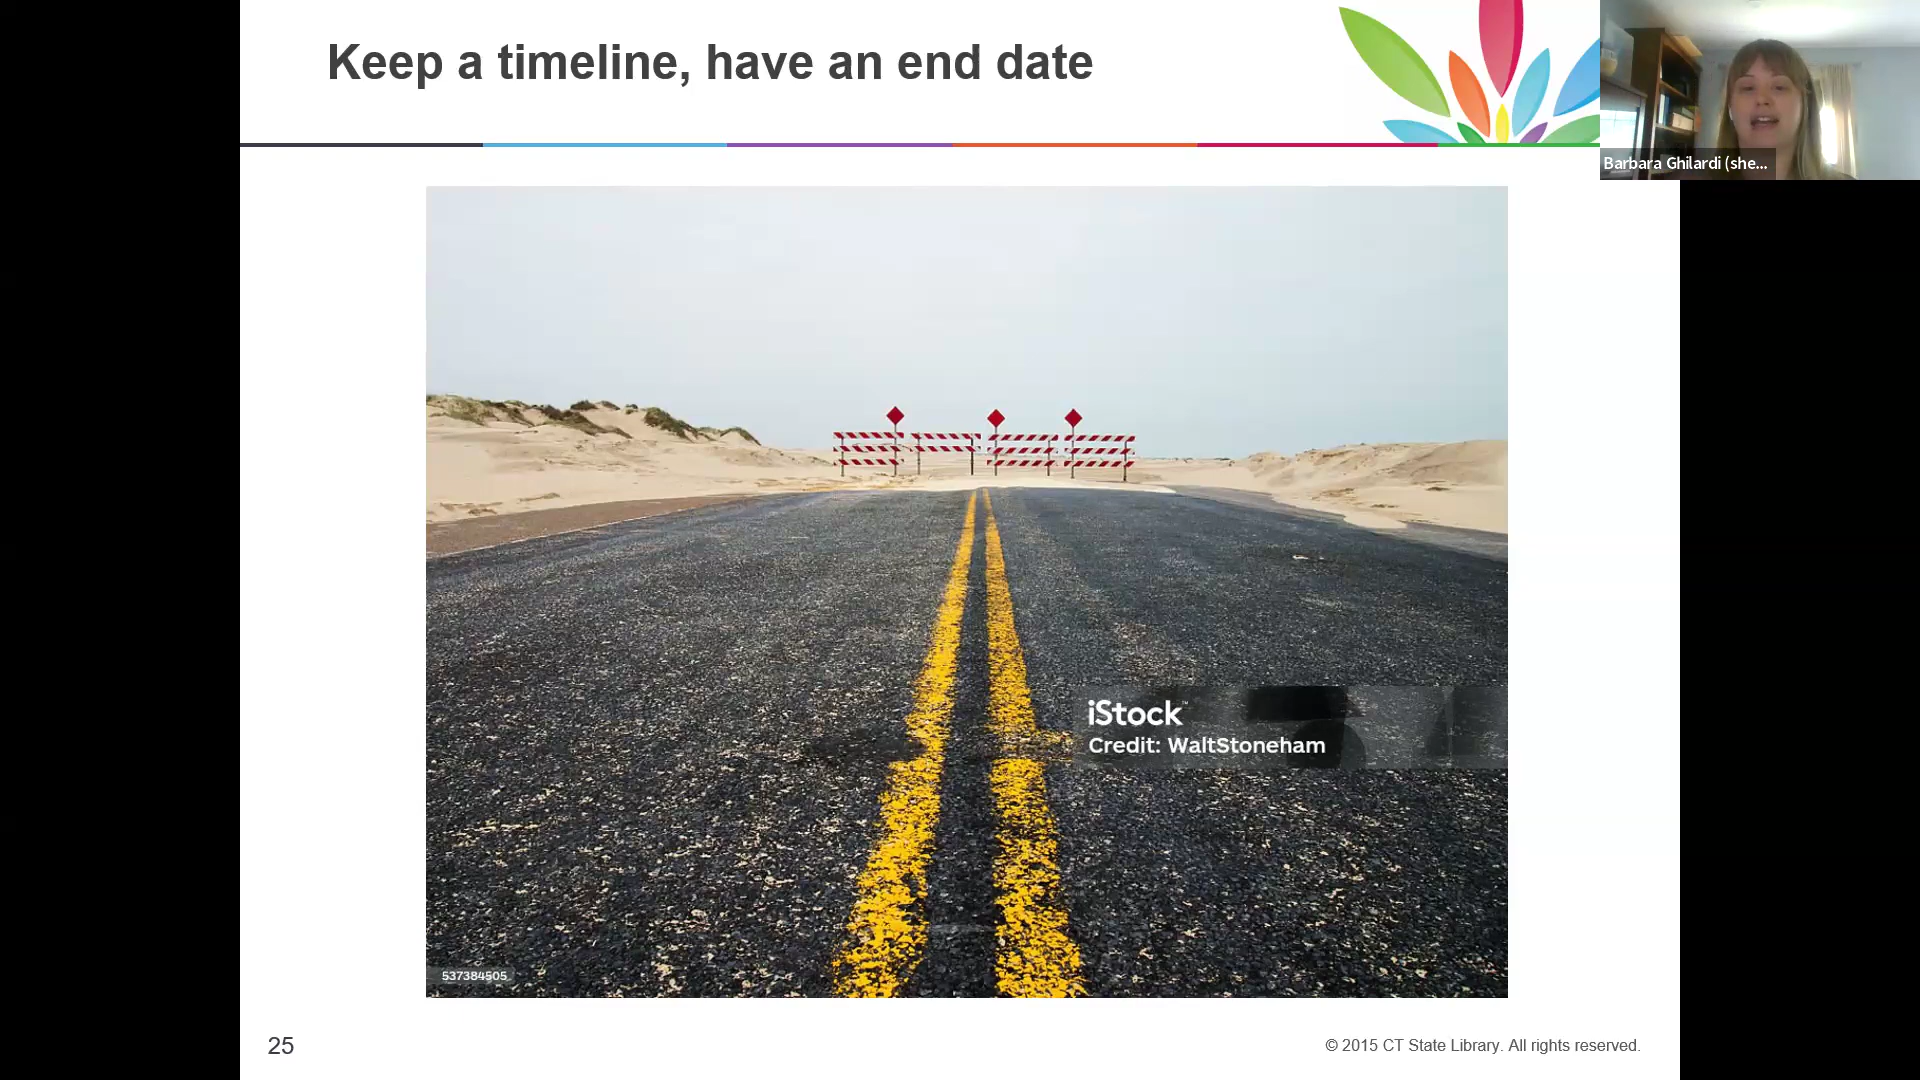 Keep a timeline, have an end date
Barbara Ghilardi (she...
iStock
Credit: WaltStoneham
537384505
25
© 2015 CT State Library. All rights reserved.